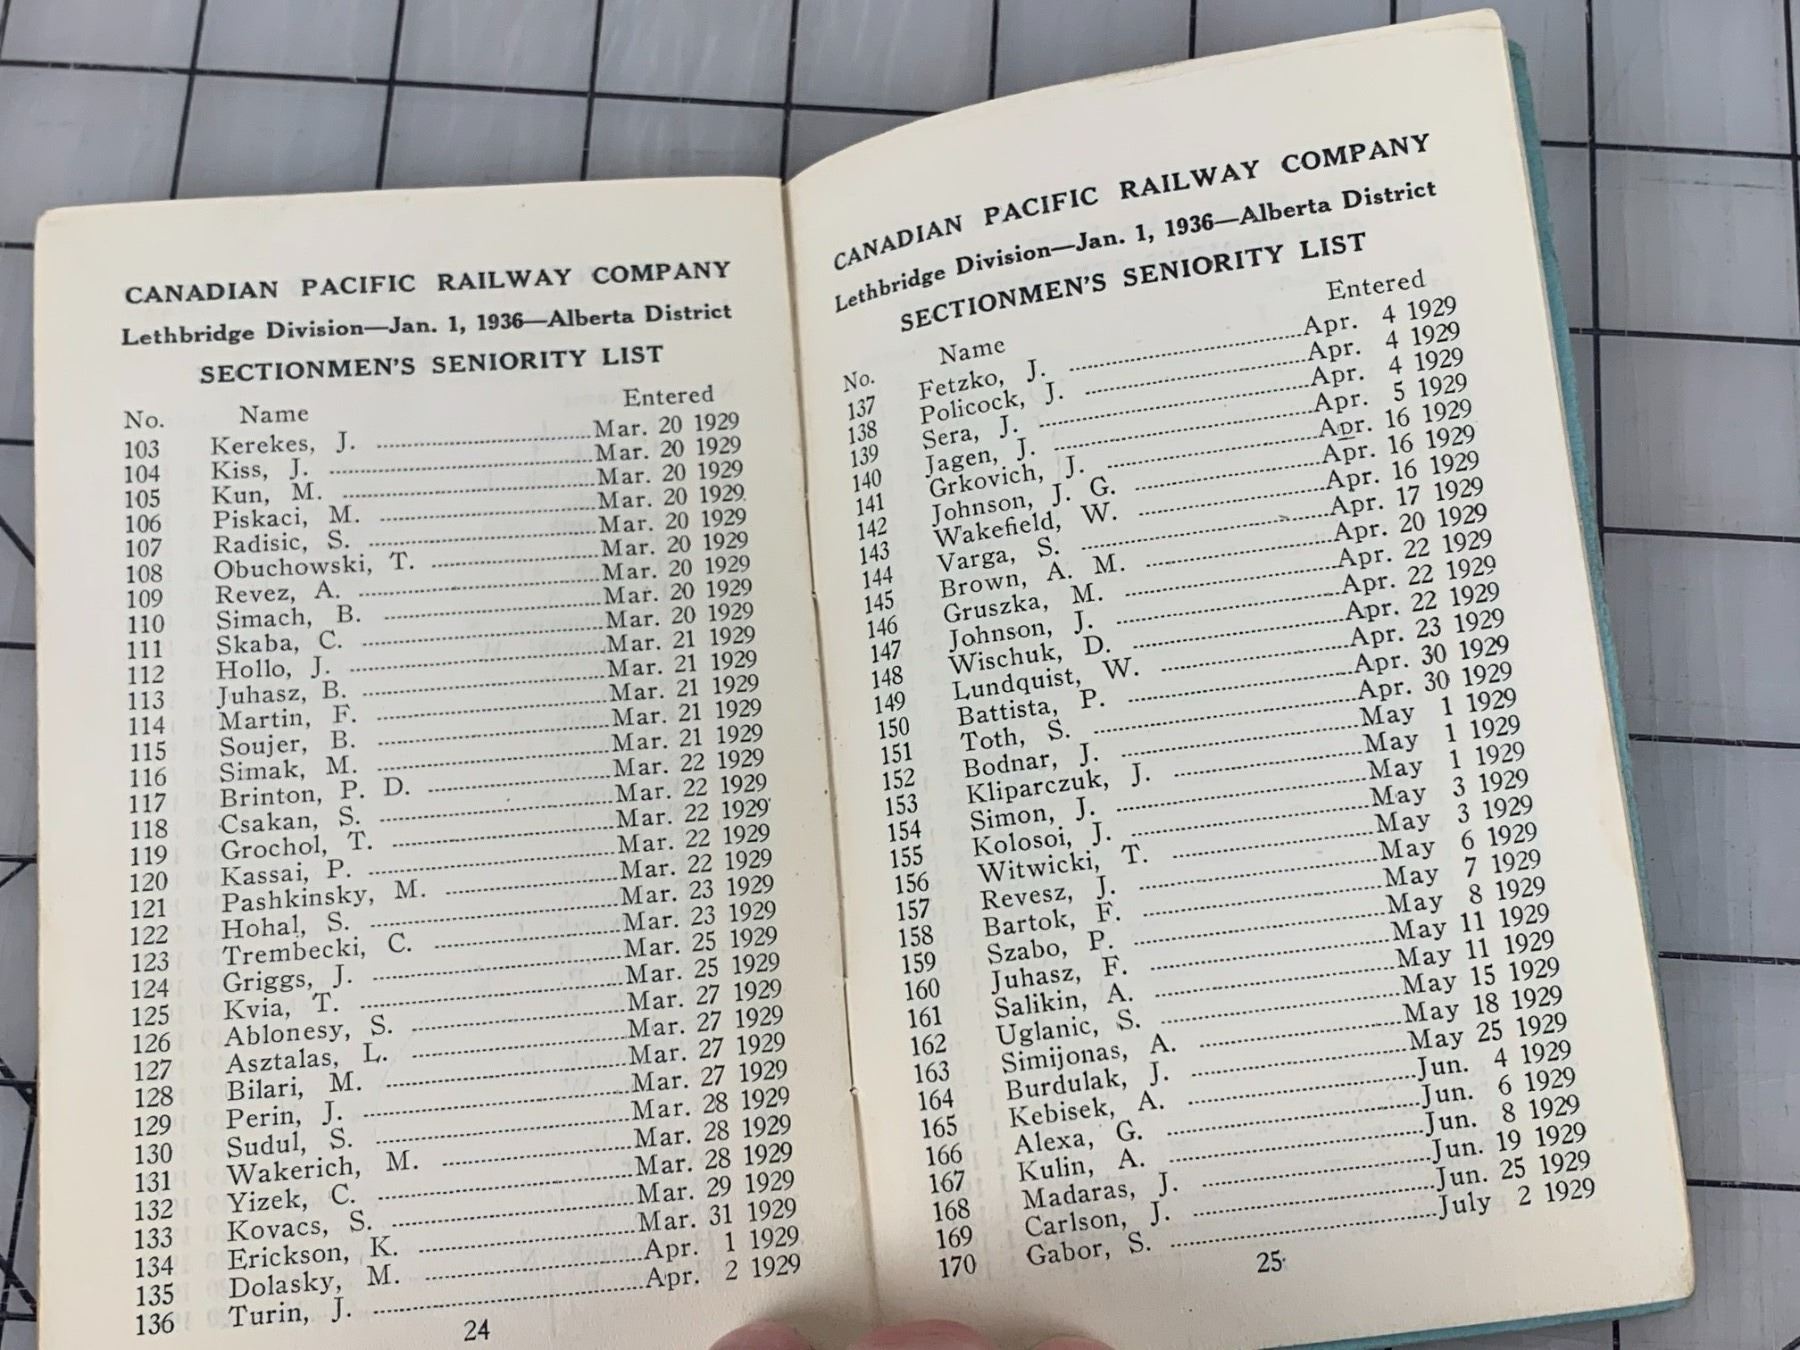 CANADIAN PACIFIC RAILWAY COMPANY
Lethbridge Division—Jan. 1, 1936—Alberta District
SECTIONMEN'S SENIORITY LIST
No. Name Entered
103 Kerekes, J. Mar. 20 1929
104 Kiss, J. Mar. 20 1929
105 Kun, M. Mar. 20 1929
106 Piskaci, M. Mar. 20 1929
107 Radisic, S. Mar. 20 1929
108 Obuchowski, T. Mar. 20 1929
109 Revez, A. Mar. 20 1929
110 Simach, B. Mar. 20 1929
111 Skaba, C. Mar. 20 1929
112 Hollo, J. Mar. 21 1929
113 Juhasz, B. Mar. 21 1929
114 Martin, F. Mar. 21 1929
115 Soujer, B. Mar. 21 1929
116 Simak, M. Mar. 21 1929
117 Brinton, P. D. Mar. 22 1929
118 Csakan, S. Mar. 22 1929
119 Grochol, T. Mar. 22 1929
120 Kassai, P. Mar. 22 1929
121 Pashkinsky, M. Mar. 22 1929
122 Hohal, S. Mar. 23 1929
123 Trembecki, C. Mar. 23 1929
124 Griggs, J. Mar. 25 1929
125 Kvia, T. Mar. 25 1929
126 Ablonesy, S. Mar. 27 1929
127 Asztalas, L. Mar. 27 1929
128 Bilari, M. Mar. 27 1929
129 Perin, J. Mar. 27 1929
130 Sudul, S. Mar. 28 1929
131 Wakerich, M. Mar. 28 1929
132 Yizek, C. Mar. 28 1929
133 Kovacs, S. Mar. 29 1929
134 Erickson, K. Mar. 31 1929
135 Dolasky, M. Apr. 1 1929
136 Turin, J. Apr. 2 1929
24
CANADIAN PACIFIC RAILWAY COMPANY
Lethbridge Division—Jan. 1, 1936—Alberta District
SECTIONMEN'S SENIORITY LIST
No. Name Entered
137 Fetzko, J. Apr. 4 1929
138 Policock, J. Apr. 4 1929
139 Sera, J. Apr. 4 1929
140 Jagen, J. Apr. 5 1929
141 Grkovich, J. Apr. 16 1929
142 Johnson, J. G. Apr. 16 1929
143 Wakefield, W. Apr. 16 1929
144 Varga, S. Apr. 17 1929
145 Brown, A. M. Apr. 20 1929
146 Gruszka, M. Apr. 22 1929
147 Johnson, J. Apr. 22 1929
148 Wischuk, D. Apr. 22 1929
149 Lundquist, W. Apr. 23 1929
150 Battista, P. Apr. 30 1929
151 Toth, S. Apr. 30 1929
152 Bodnar, J. May 1 1929
153 Kliparczuk, J. May 1 1929
154 Simon, J. May 1 1929
155 Kolosoi, J. May 3 1929
156 Witwicki, T. May 3 1929
157 Revesz, J. May 6 1929
158 Bartok, F. May 7 1929
159 Szabo, P. May 8 1929
160 Juhasz, F. May 11 1929
161 Salikin, A. May 11 1929
162 Uglanic, S. May 15 1929
163 Simijonas, A. May 18 1929
164 Burdulak, J. May 25 1929
165 Kebisek, A. Jun. 4 1929
166 Alexa, G. Jun. 6 1929
167 Kulin, A. Jun. 8 1929
168 Madaras, J. Jun. 19 1929
169 Carlson, J. Jun. 25 1929
170 Gabor, S. July 2 1929
25